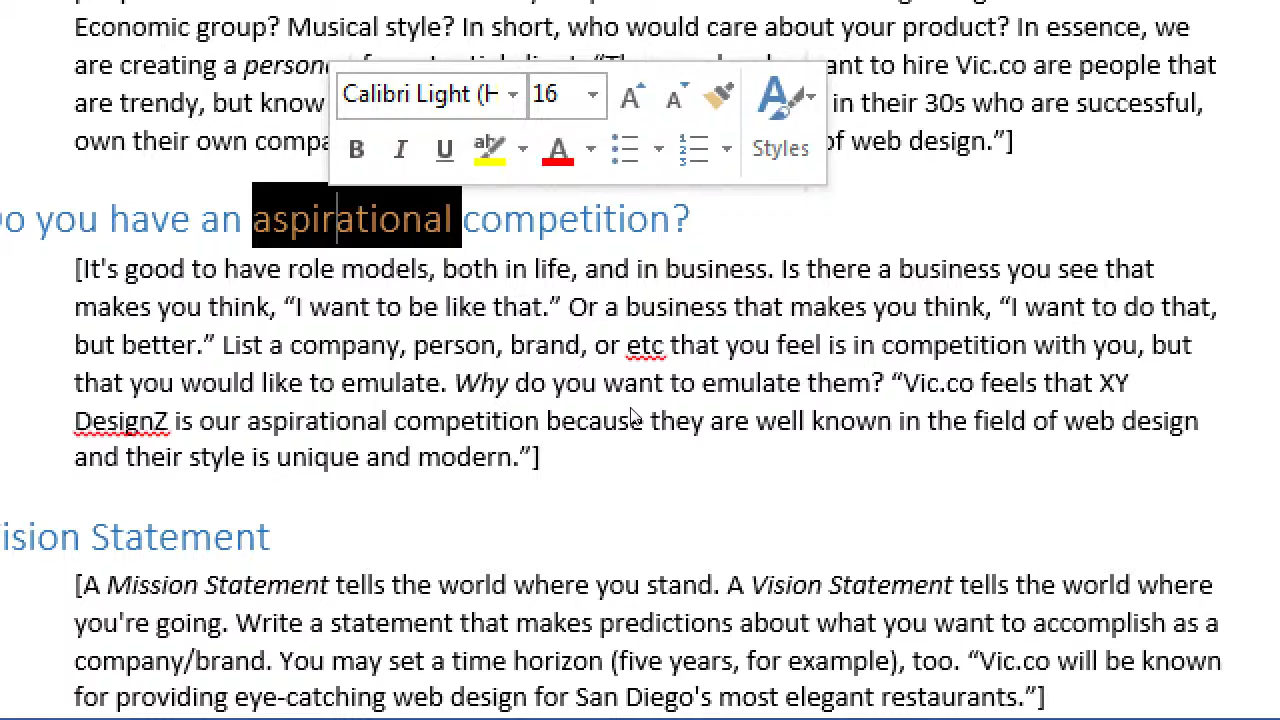 Economic group? Musical style? In short, who would care about your product? In essence, we
are creating a person ant to hire Vic.co are people that
Calibri Light (H 16
are trendy, but know in their 30s who are successful,
own their own compa of web design.”]
B I U ab A Styles
o you have an aspirational competition?
[It's good to have role models, both in life, and in business. Is there a business you see that
makes you think, “I want to be like that.” Or a business that makes you think, “I want to do that,
but better.” List a company, person, brand, or etc that you feel is in competition with you, but
that you would like to emulate. Why do you want to emulate them? “Vic.co feels that XY
DesignZ is our aspirational competition because they are well known in the field of web design
and their style is unique and modern.”]
ision Statement
[A Mission Statement tells the world where you stand. A Vision Statement tells the world where
you're going. Write a statement that makes predictions about what you want to accomplish as a
company/brand. You may set a time horizon (five years, for example), too. “Vic.co will be known
for providing eye-catching web design for San Diego's most elegant restaurants.”]